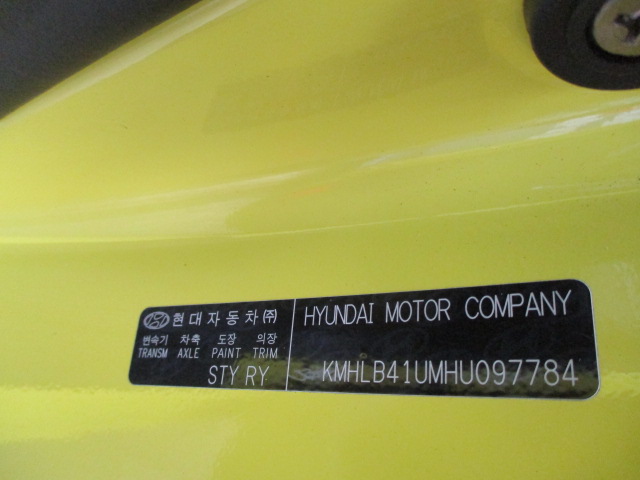 현대자동차㈜
변속기 차축 도장 의장
TRANSM AXLE PAINT TRIM
STY RY
HYUNDAI MOTOR COMPANY
KMHLB41UMHU097784